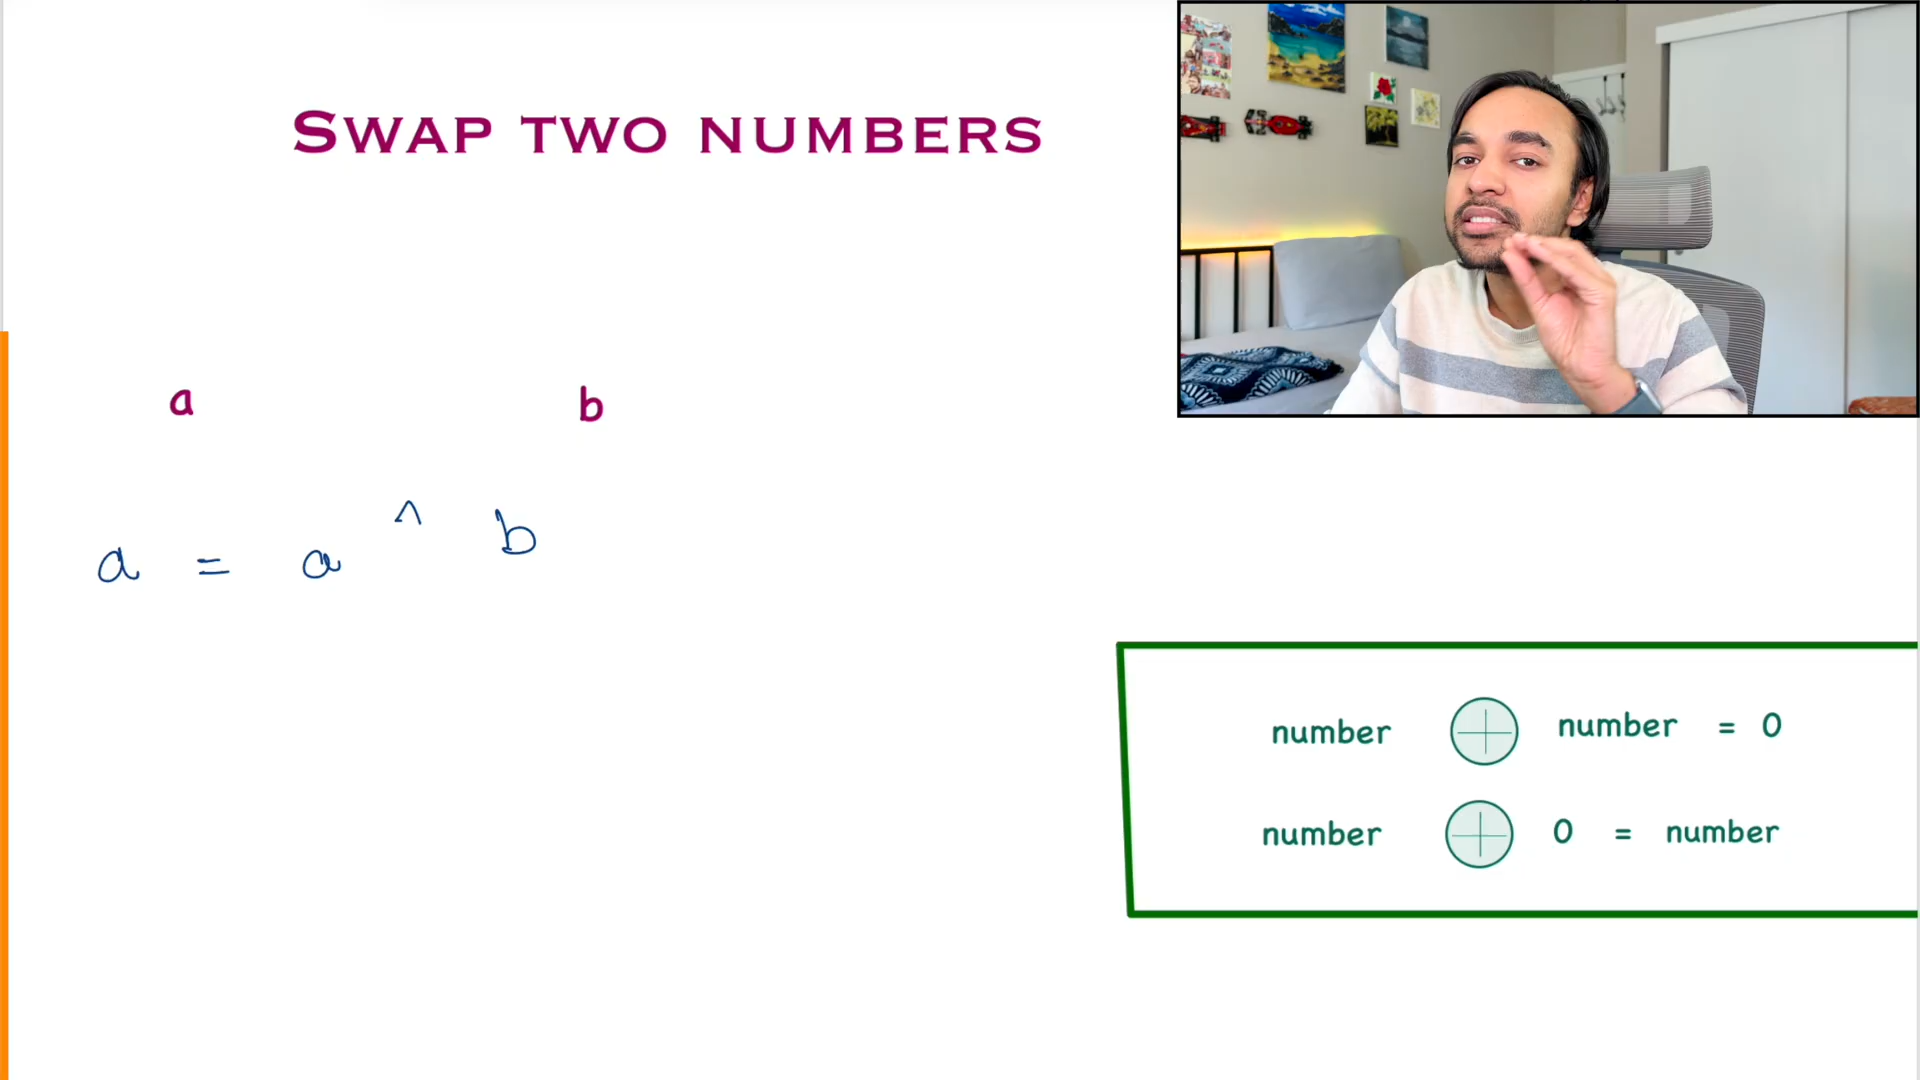 SWAP TWO NUMBERS
a b
a = a ^ b
number ⊕ number = 0
number ⊕ 0 = number